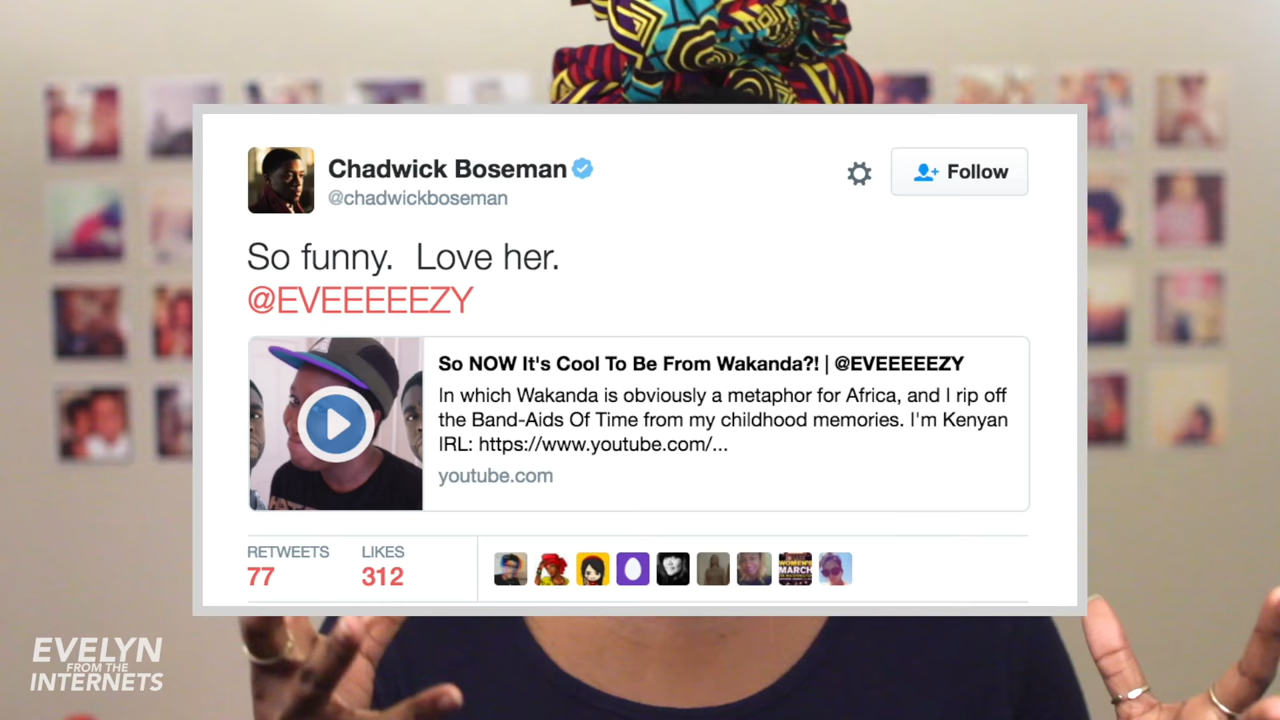 Chadwick Boseman
@chadwickboseman
Follow
So funny.  Love her.
@EVEEEEEZY
So NOW It's Cool To Be From Wakanda?! | @EVEEEEEZY
In which Wakanda is obviously a metaphor for Africa, and I rip off
the Band-Aids Of Time from my childhood memories. I'm Kenyan
IRL: https://www.youtube.com/...
youtube.com
RETWEETS
LIKES
77
312
WOMEN'S
MARCH
EVELYN
FROM THE
INTERNETS